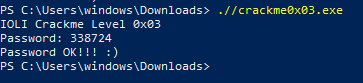 PS C:\Users\windows\Downloads> .//crackme0x03.exe
IOLI Crackme Level 0x03
Password: 338724
Password OK!!! :)
PS C:\Users\windows\Downloads>